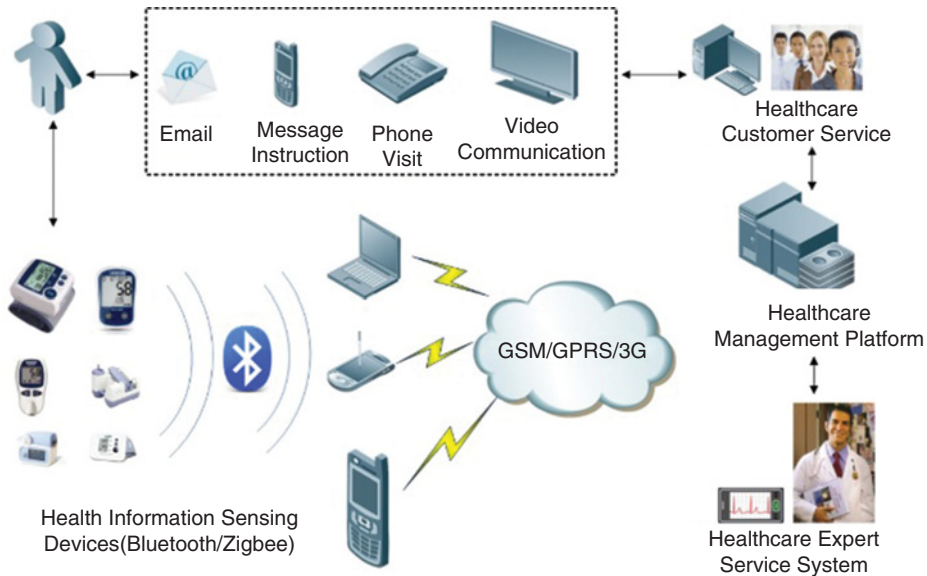 Email
Message
Instruction
Phone
Visit
Video
Communication
Healthcare
Customer Service
Healthcare
Management Platform
GSM/GPRS/3G
Health Information Sensing
Devices(Bluetooth/Zigbee)
Healthcare Expert
Service System